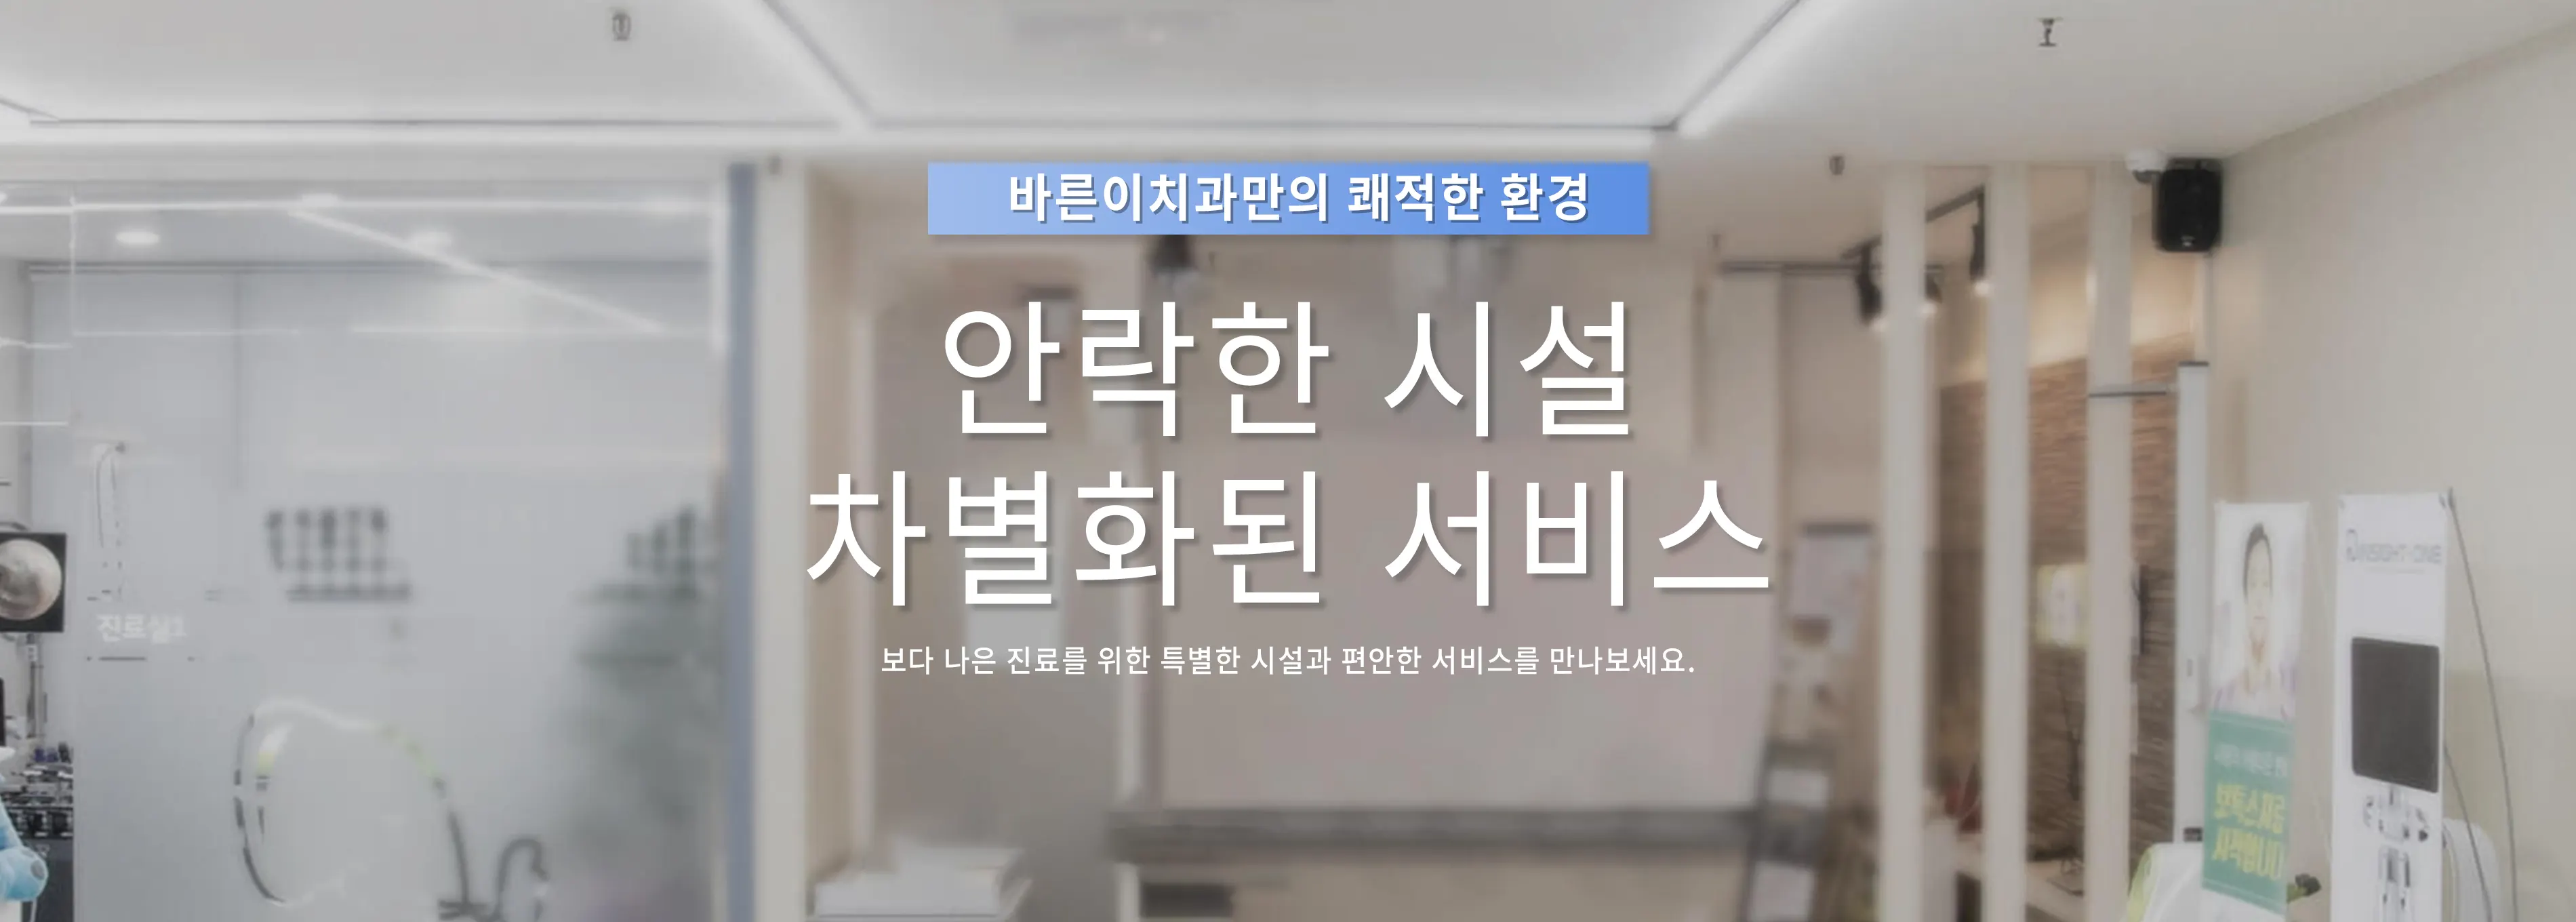 바른이치과만의 쾌적한 환경
안락한 시설
차별화된 서비스
보다 나은 진료를 위한 특별한 시설과 편안한 서비스를 만나보세요.
진료실1